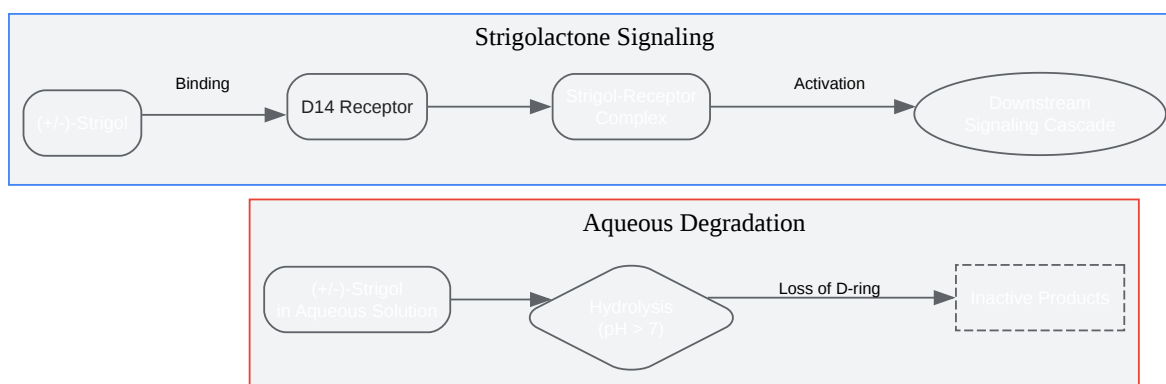 Strigolactone Signaling
Binding
Activation
(+/-)-Strigol
D14 Receptor
Strigol-Receptor
Complex
Downstream
Signaling Cascade
Aqueous Degradation
(+/-)-Strigol
in Aqueous Solution
Hydrolysis
(pH > 7)
Loss of D-ring
Inactive Products